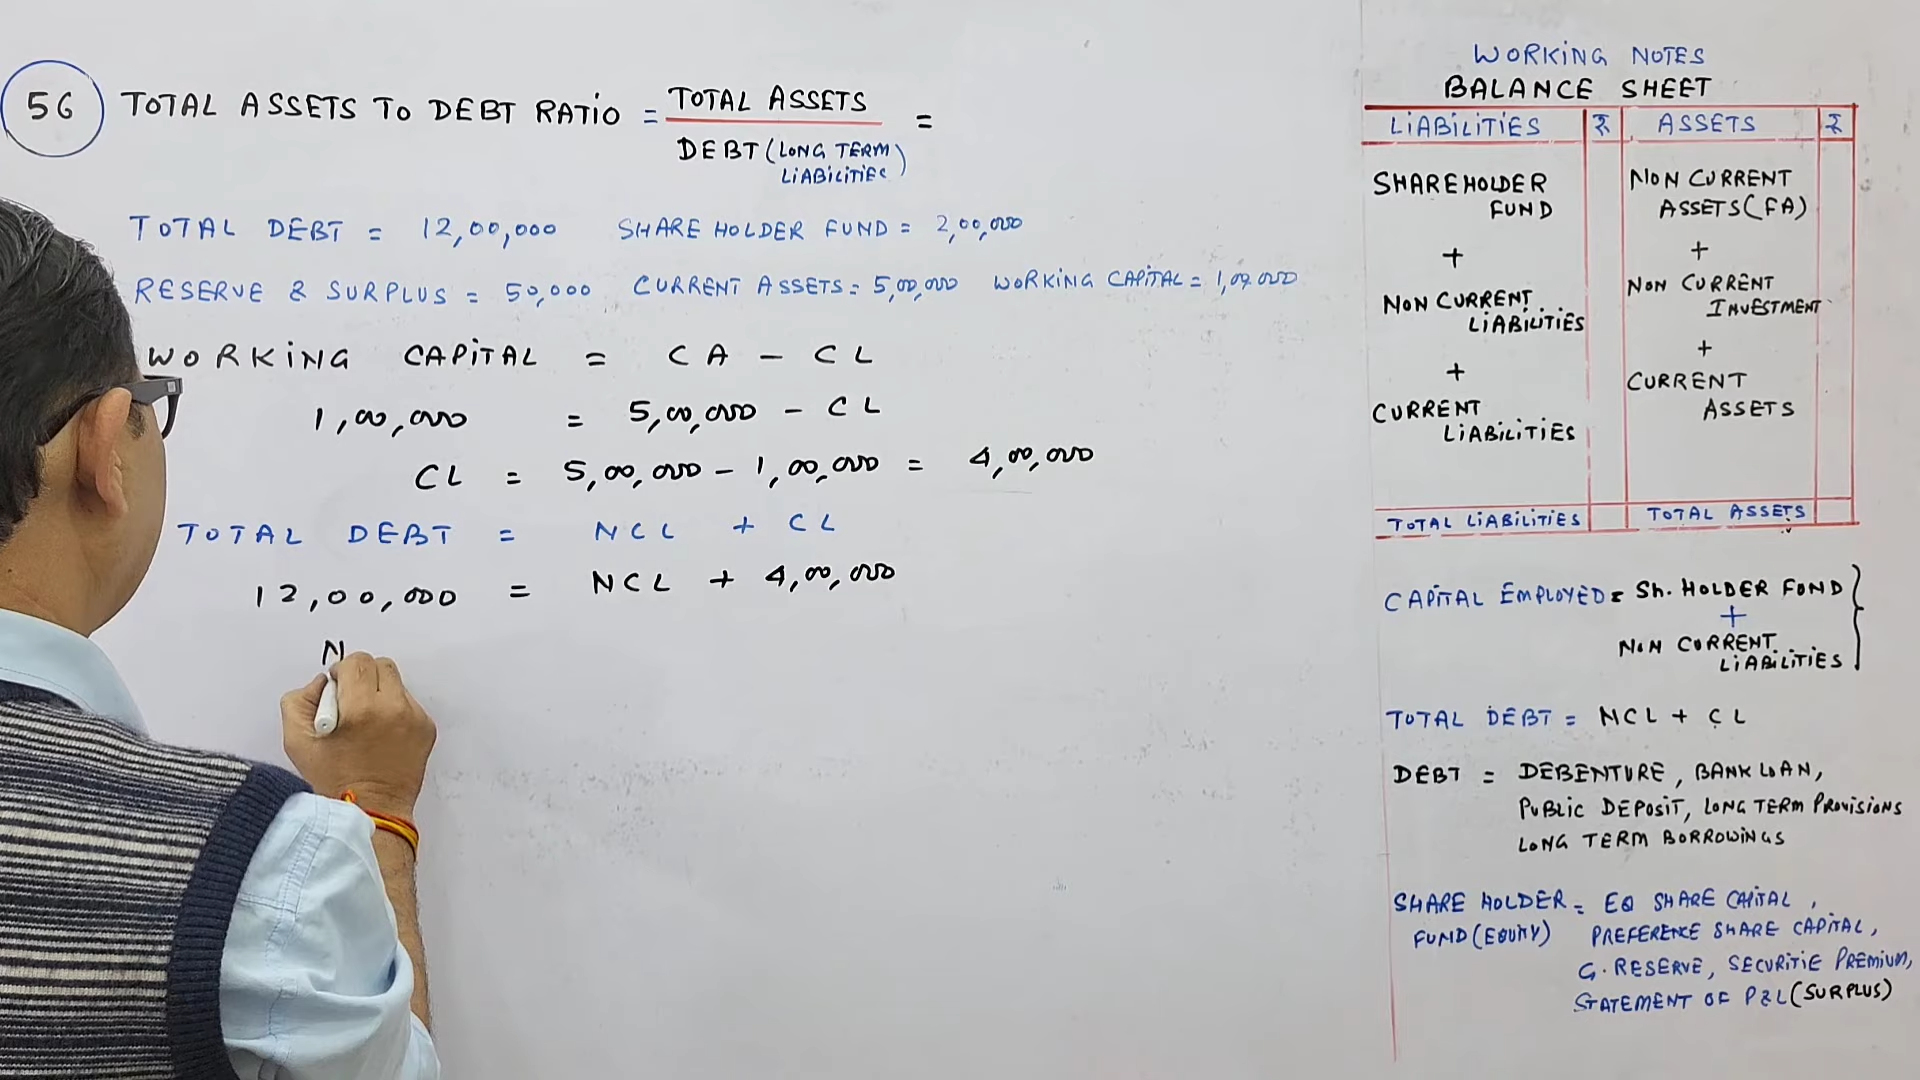 56 TOTAL ASSETS TO DEBT RATIO = TOTAL ASSETS =
DEBT (LONG TERM
LIABILITIES)
TOTAL DEBT = 12,00,000 SHARE HOLDER FUND = 2,00,000
RESERVE & SURPLUS = 50,000 CURRENT ASSETS = 5,00,000 WORKING CAPITAL = 1,00,000
WORKING CAPITAL = CA - CL
1,00,000 = 5,00,000 - CL
CL = 5,00,000 - 1,00,000 = 4,00,000
TOTAL DEBT = NCL + CL
12,00,000 = NCL + 4,00,000
N
WORKING NOTES
BALANCE SHEET
LIABILITIES ₹ ASSETS ₹
SHAREHOLDER
FUND
+
NON CURRENT
LIABILITIES
+
CURRENT
LIABILITIES
NON CURRENT
ASSETS (FA)
+
NON CURRENT
INVESTMENT
+
CURRENT
ASSETS
TOTAL LIABILITIES TOTAL ASSETS
CAPITAL EMPLOYED = Sh. HOLDER FOND
+
NON CURRENT
LIABILITIES
TOTAL DEBT = NCL + CL
DEBT = DEBENTURE, BANK LOAN,
PUBLIC DEPOSIT, LONG TERM PROVISIONS
LONG TERM BORROWINGS
SHARE HOLDER = EQ SHARE CAPITAL,
FUND (EQUITY) PREFERENCE SHARE CAPITAL,
G. RESERVE, SECURITIE PREMIUM,
STATEMENT OF P&L (SURPLUS)